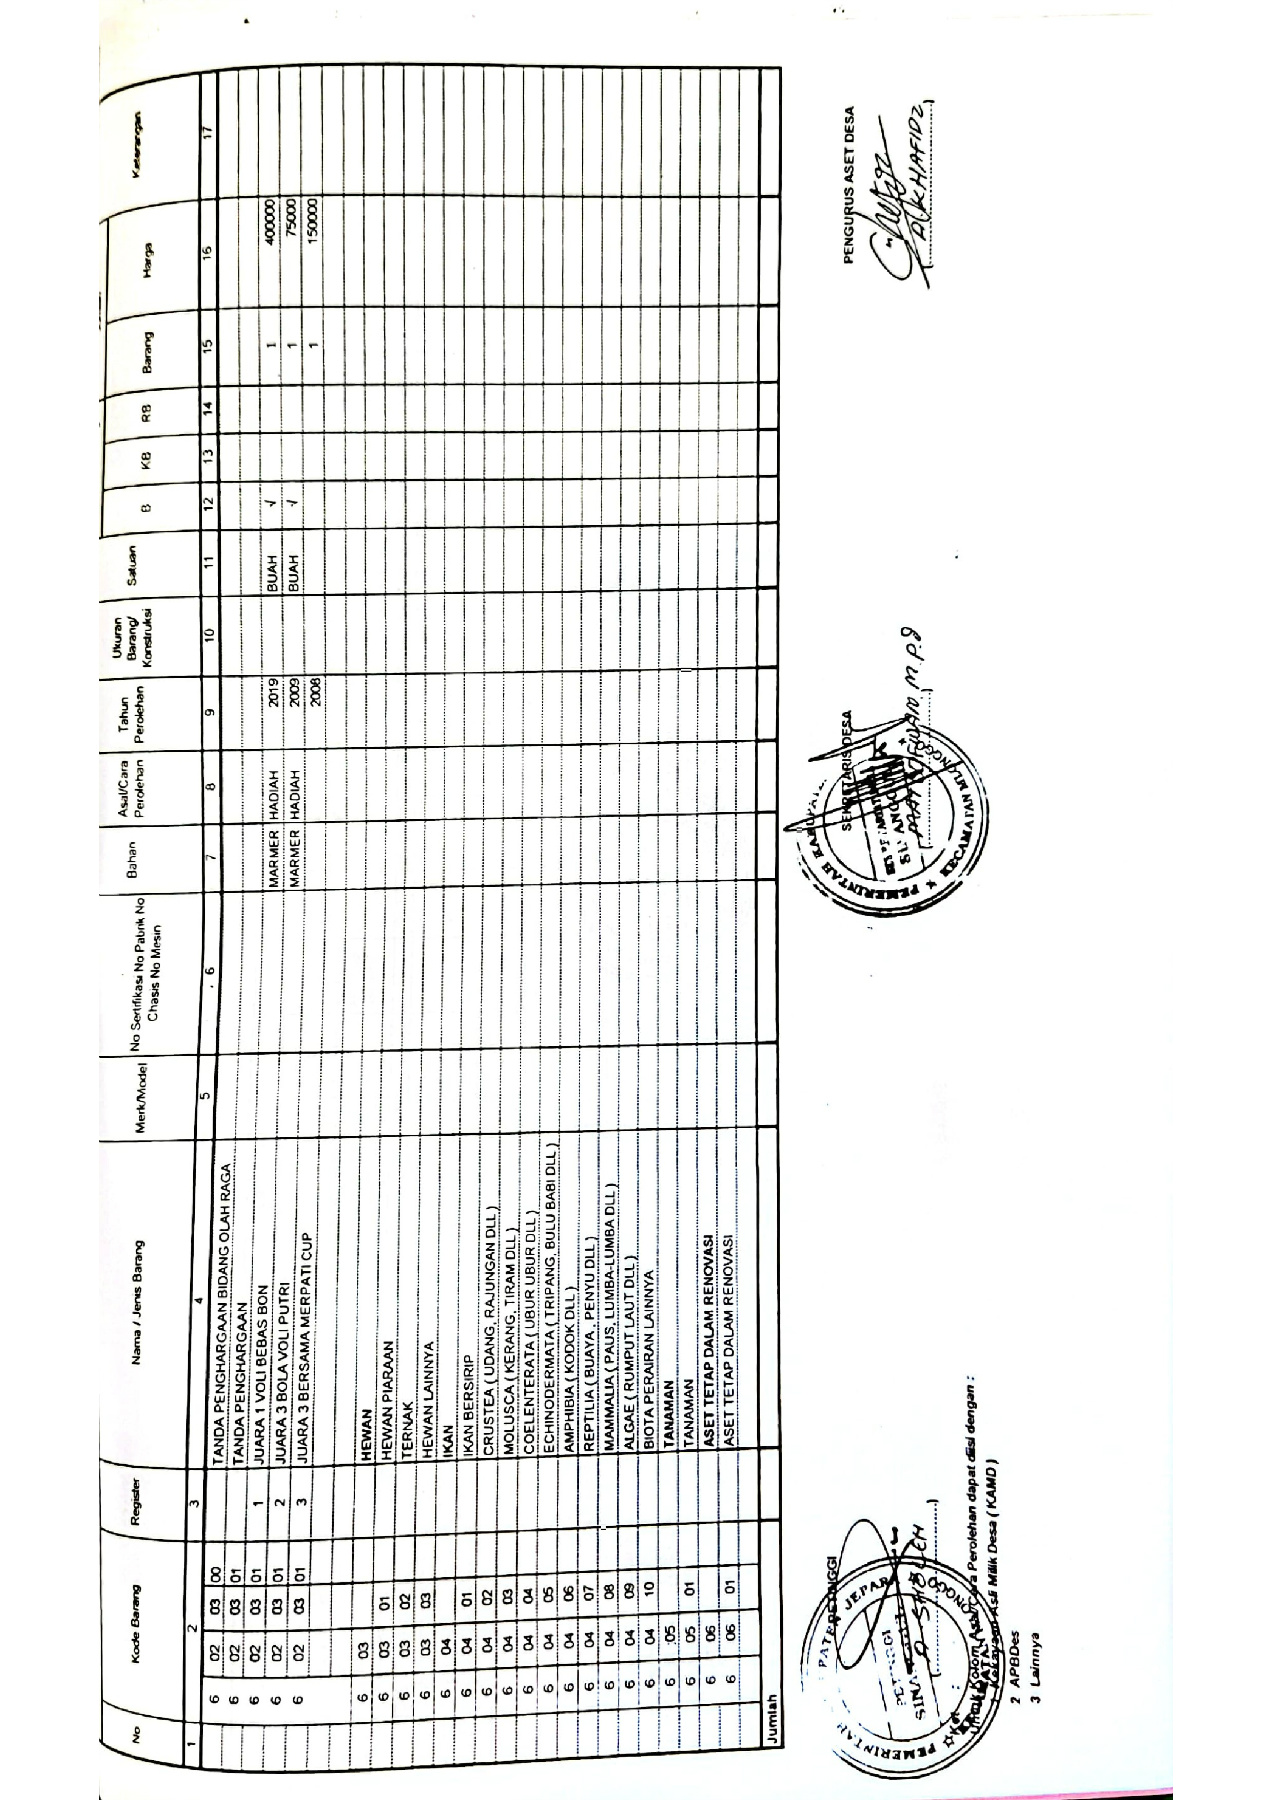 No Kode Barang Register Nama / Jenis Barang Merk/Model No Sertifikasi No Pabrik No Chasis No Mesin Bahan Asal/Cara Perolehan Tahun Perolehan Ukuran Barang/ Konstruksi Satuan B KB RB Barang Harga Keterangan
1 2 3 4 5 6 7 8 9 10 11 12 13 14 15 16 17
6 02 03 00 TANDA PENGHARGAAN BIDANG OLAH RAGA
6 02 03 01 TANDA PENGHARGAAN
6 02 03 01 1 JUARA 1 VOLI BEBAS BON MARMER HADIAH 2019 BUAH √ 1 400000
6 02 03 01 2 JUARA 3 BOLA VOLI PUTRI MARMER HADIAH 2009 BUAH √ 1 75000
6 02 03 01 3 JUARA 3 BERSAMA MERPATI CUP 2008 1 150000
6 03 HEWAN
6 03 01 HEWAN PIARAAN
6 03 02 TERNAK
6 03 03 HEWAN LAINNYA
6 04 IKAN
6 04 01 IKAN BERSIRIP
6 04 02 CRUSTEA ( UDANG, RAJUNGAN DLL )
6 04 03 MOLUSCA ( KERANG, TIRAM DLL )
6 04 04 COELENTERATA ( UBUR UBUR DLL )
6 04 05 ECHINODERMATA ( TRIPANG, BULU BABI DLL )
6 04 06 AMPHIBIA ( KODOK DLL )
6 04 07 REPTILIA ( BUAYA , PENYU DLL )
6 04 08 MAMMALIA ( PAUS, LUMBA-LUMBA DLL )
6 04 09 ALGAE ( RUMPUT LAUT DLL )
6 04 10 BIOTA PERAIRAN LAINNYA
6 05 TANAMAN
6 05 01 TANAMAN
6 06 ASET TETAP DALAM RENOVASI
6 06 01 ASET TETAP DALAM RENOVASI
Jumlah
PETINGGI
SEKRETARIS DESA
PENGURUS ASET DESA
PEMERINTAH JEPARA
PEMERINTAH KECAMATAN MLONGGO
SHOLEH
M.P.d
ALKHAFIDZ
Untuk Kolom Asal/Cara Perolehan dapat diisi dengan :
1 Kekayaan Asli Milik Desa ( KAMD )
2 APBDes
3 Lainnya